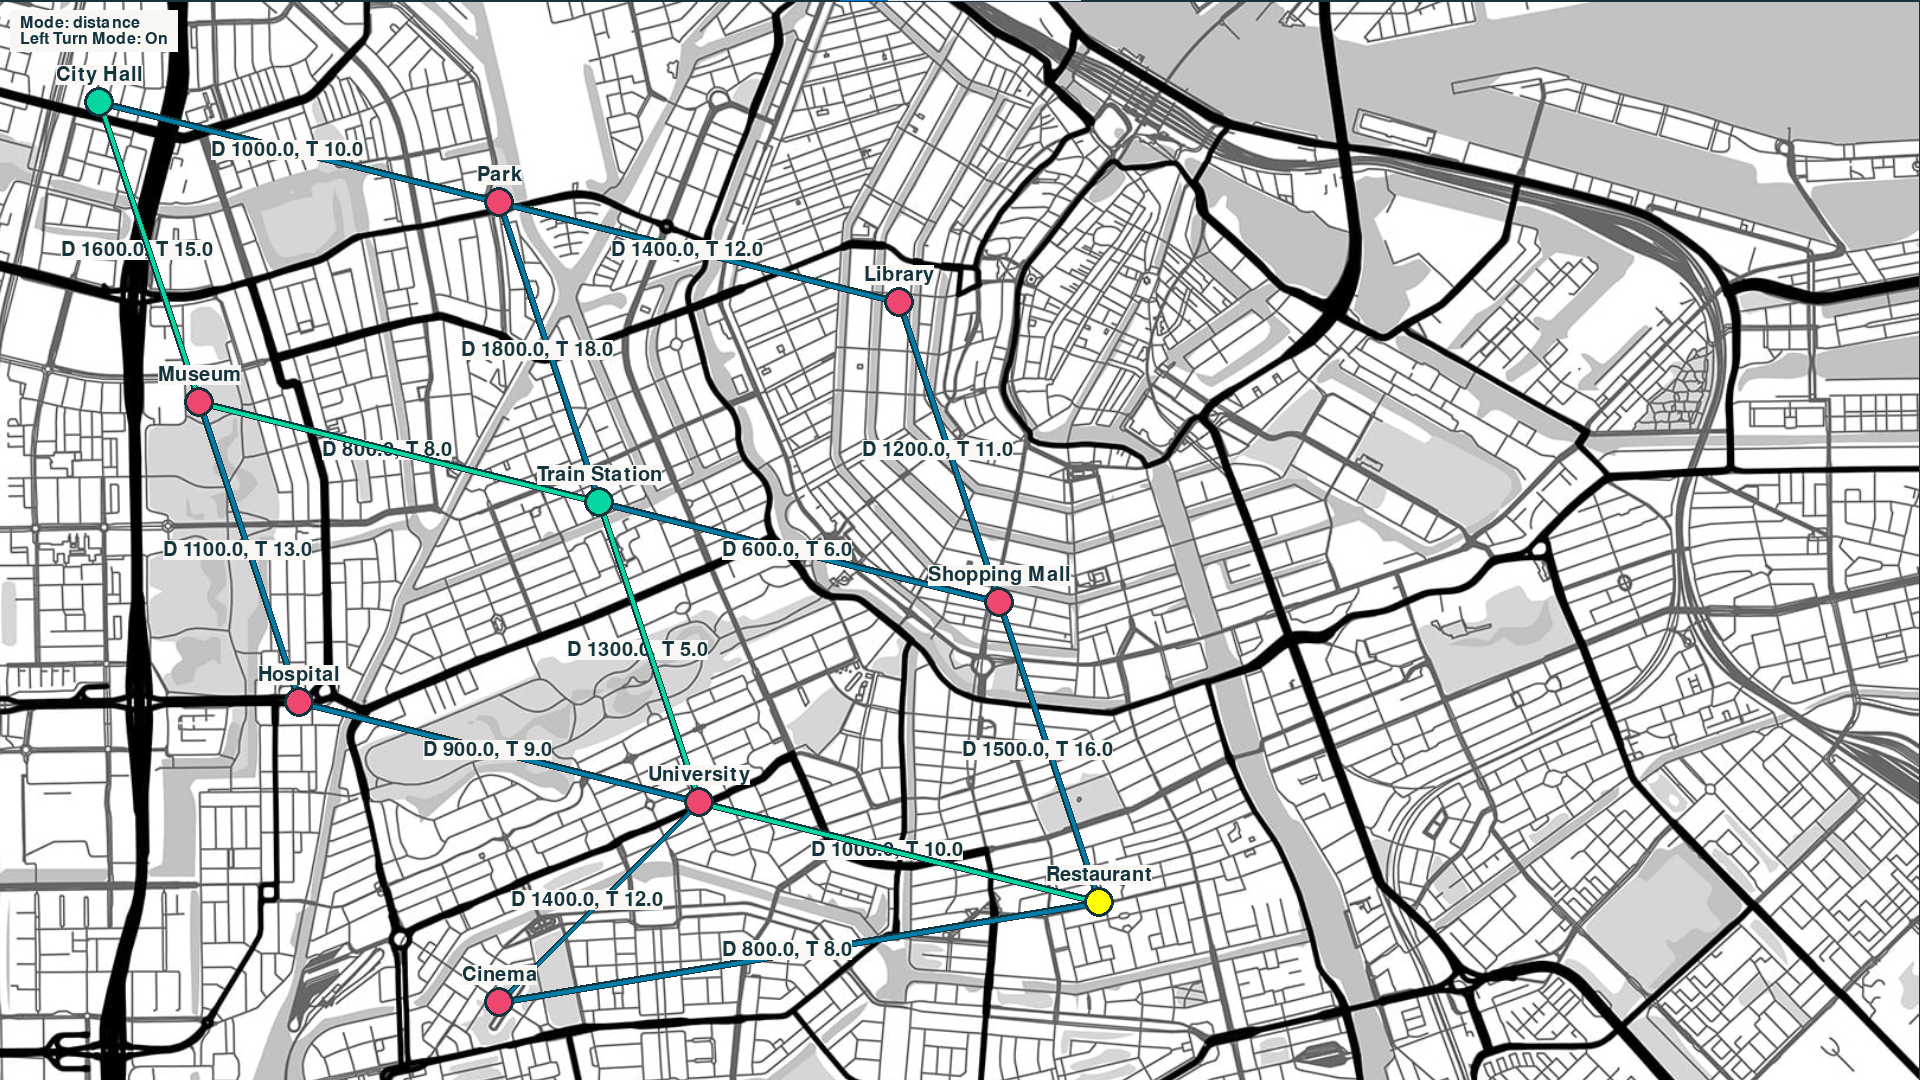 Mode: distance
Left Turn Mode: On
City Hall
D 1000.0, T 10.0
Park
D 1600.0, T 15.0
D 1400.0, T 12.0
Library
D 1800.0, T 18.0
Museum
D 800.0, T 8.0
D 1200.0, T 11.0
Train Station
D 1100.0, T 13.0
D 600.0, T 6.0
Shopping Mall
D 1300.0, T 5.0
Hospital
D 900.0, T 9.0
D 1500.0, T 16.0
University
D 1000.0, T 10.0
Restaurant
D 1400.0, T 12.0
D 800.0, T 8.0
Cinema